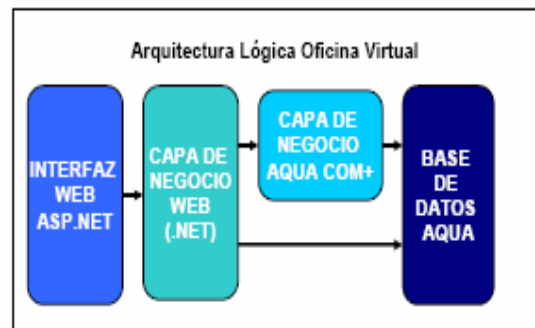 Arquitectura Lógica Oficina Virtual
INTERFAZ
WEB
ASP.NET
CAPA DE
NEGOCIO
WEB
(.NET)
CAPA DE
NEGOCIO
AQUA COM+
BASE
DE
DATOS
AQUA